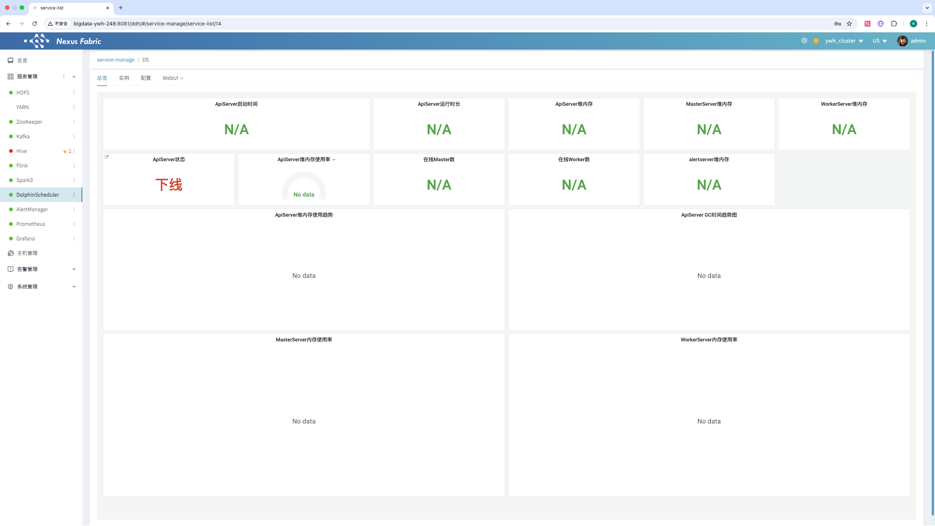 service-list
不安全
bigdata-ywh-248:8081/ddh/#/service-manage/service-list/14
N
Nexus Fabric
ywh_cluster
US
admin
总览
服务管理
HDFS
YARN
ZooKeeper
Kafka
Hive
2
Flink
Spark3
DolphinScheduler
AlertManager
Prometheus
Grafana
主机管理
告警管理
系统管理
service-manage / DS
总览 实例 配置 WebUI
ApiServer启动时间
N/A
ApiServer运行时长
N/A
ApiServer堆内存
N/A
MasterServer堆内存
N/A
WorkerServer堆内存
N/A
ApiServer状态
下线
ApiServer堆内存使用率
No data
在线Master数
N/A
在线Worker数
N/A
alertserver堆内存
N/A
ApiServer堆内存使用趋势
No data
ApiServer GC时间趋势图
No data
MasterServer内存使用率
No data
WorkerServer内存使用率
No data